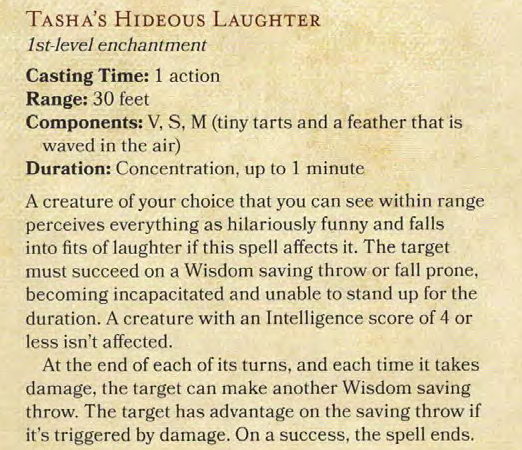 TASHA'S HIDEOUS LAUGHTER
1st-level enchantment
Casting Time: 1 action
Range: 30 feet
Components: V, S, M (tiny tarts and a feather that is
waved in the air)
Duration: Concentration, up to 1 minute
A creature of your choice that you can see within range
perceives everything as hilariously funny and falls
into fits of laughter if this spell affects it. The target
must succeed on a Wisdom saving throw or fall prone,
becoming incapacitated and unable to stand up for the
duration. A creature with an Intelligence score of 4 or
less isn't affected.
At the end of each of its turns, and each time it takes
damage, the target can make another Wisdom saving
throw. The target has advantage on the saving throw if
it's triggered by damage. On a success, the spell ends.